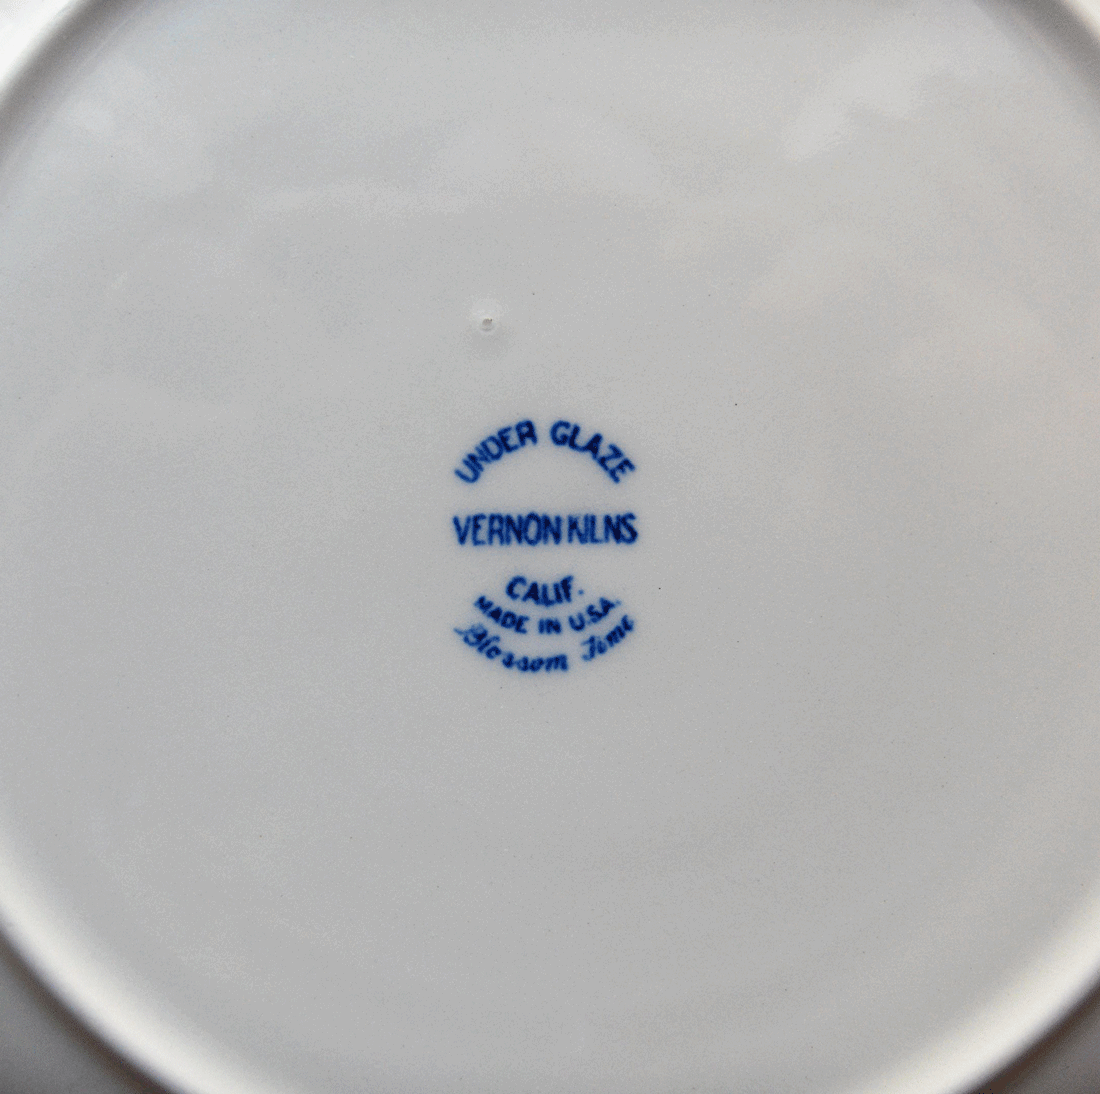 UNDER GLAZE
VERNON KILNS
CALIF.
MADE IN U.S.A.
Blossom Time